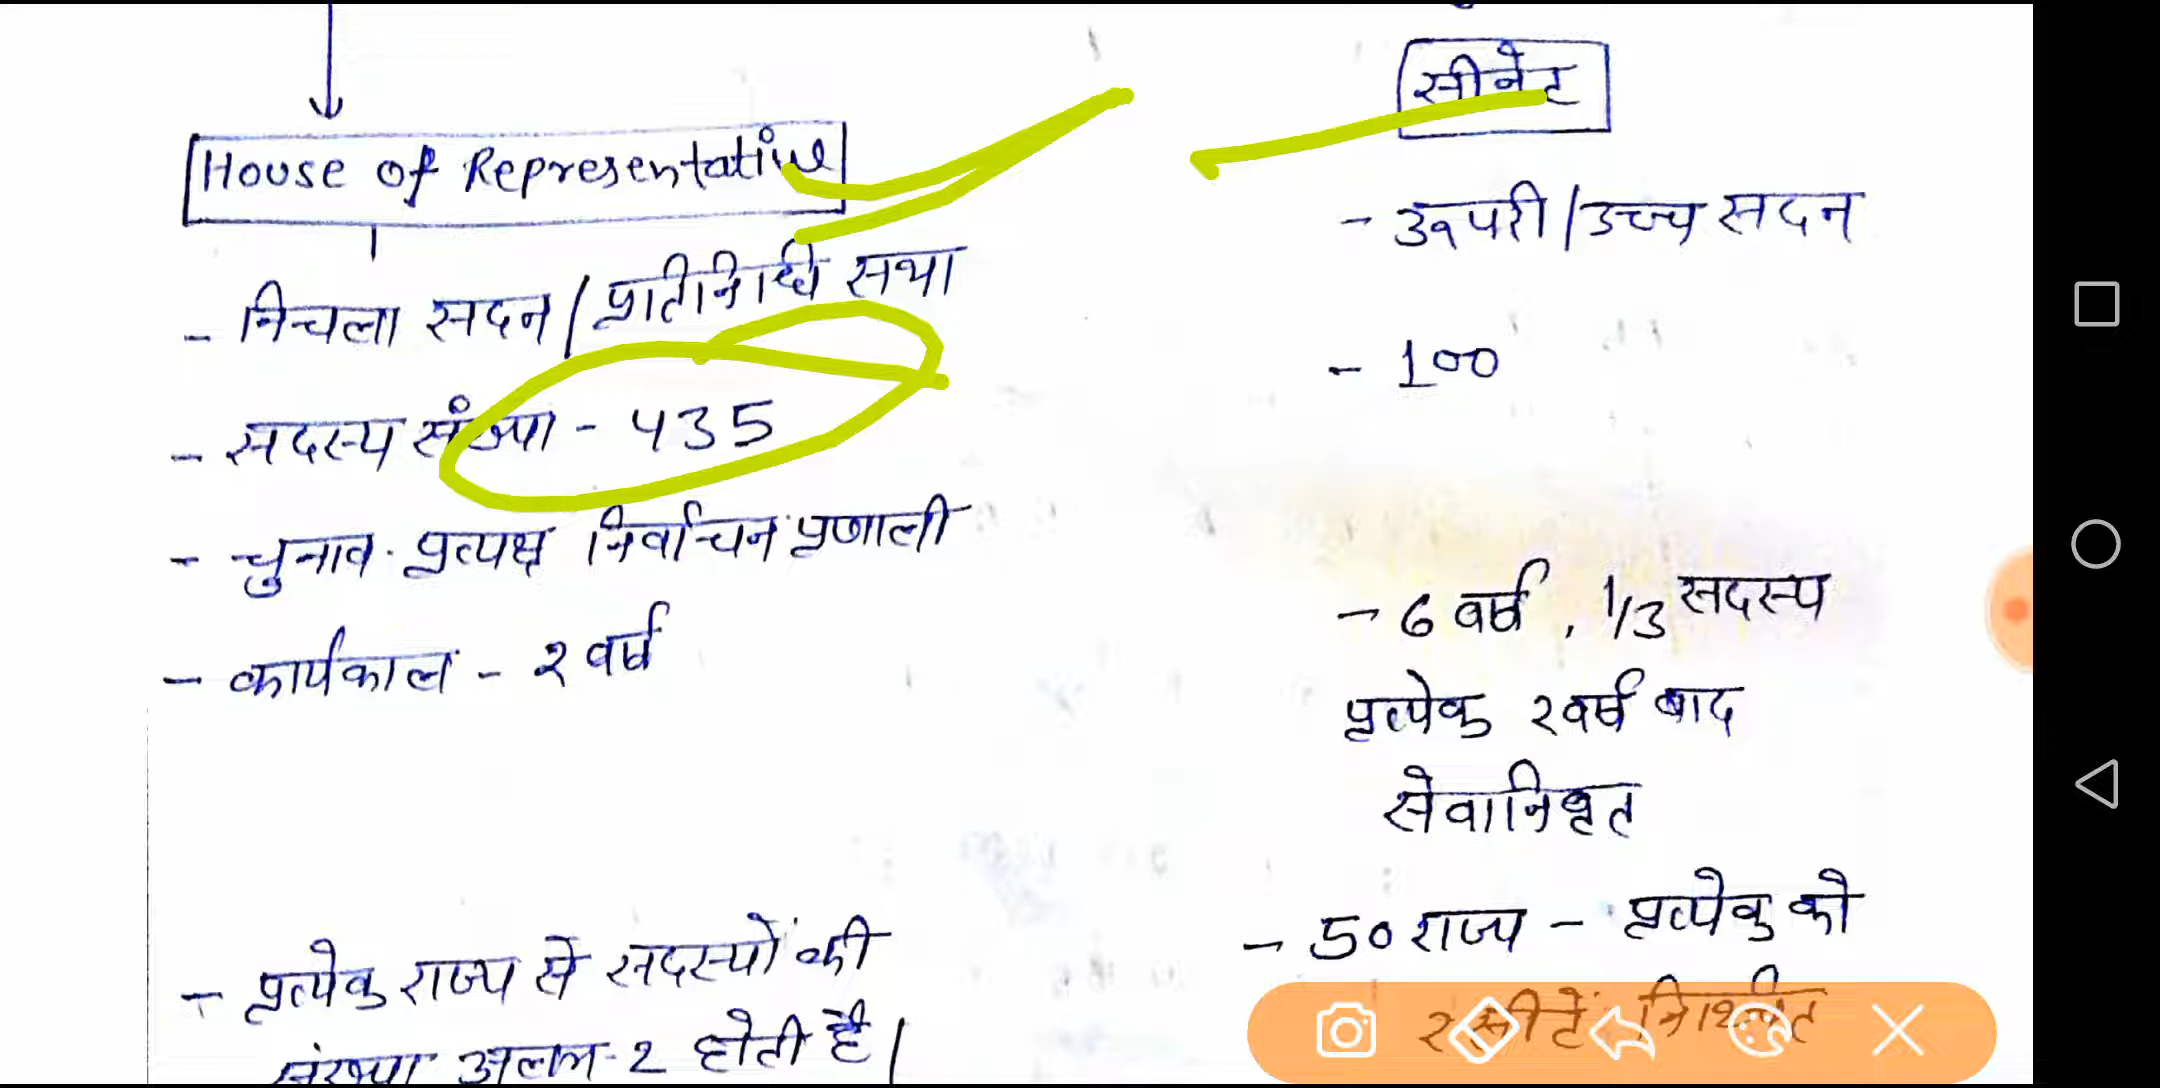 House of Representative
- निचला सदन / प्रतिनिधि सभा
- सदस्य संख्या - 435
- चुनाव - प्रत्यक्ष निर्वाचन प्रणाली
- कार्यकाल - 2 वर्ष
- प्रत्येक राज्य से सदस्यों की
संख्या अलग-2 होती है।
सीनेट
- ऊपरी / उच्च सदन
- 100
- 6 वर्ष, 1/3 सदस्य
प्रत्येक 2 वर्ष बाद
सेवानिवृत
- 50 राज्य - प्रत्येक को
2 सीटें निश्चित